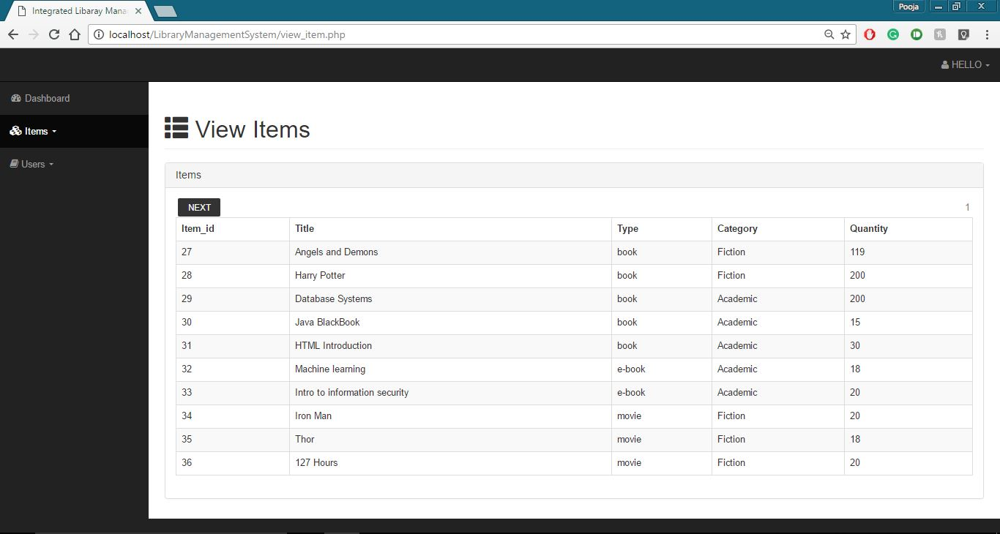 Integrated Libaray Mana
Pooja
localhost/LibraryManagementSystem/view_item.php
HELLO
Dashboard
Items
Users
View Items
Items
NEXT 1
Item_id Title Type Category Quantity
27 Angels and Demons book Fiction 119
28 Harry Potter book Fiction 200
29 Database Systems book Academic 200
30 Java BlackBook book Academic 15
31 HTML Introduction book Academic 30
32 Machine learning e-book Academic 18
33 Intro to information security e-book Academic 20
34 Iron Man movie Fiction 20
35 Thor movie Fiction 18
36 127 Hours movie Fiction 20